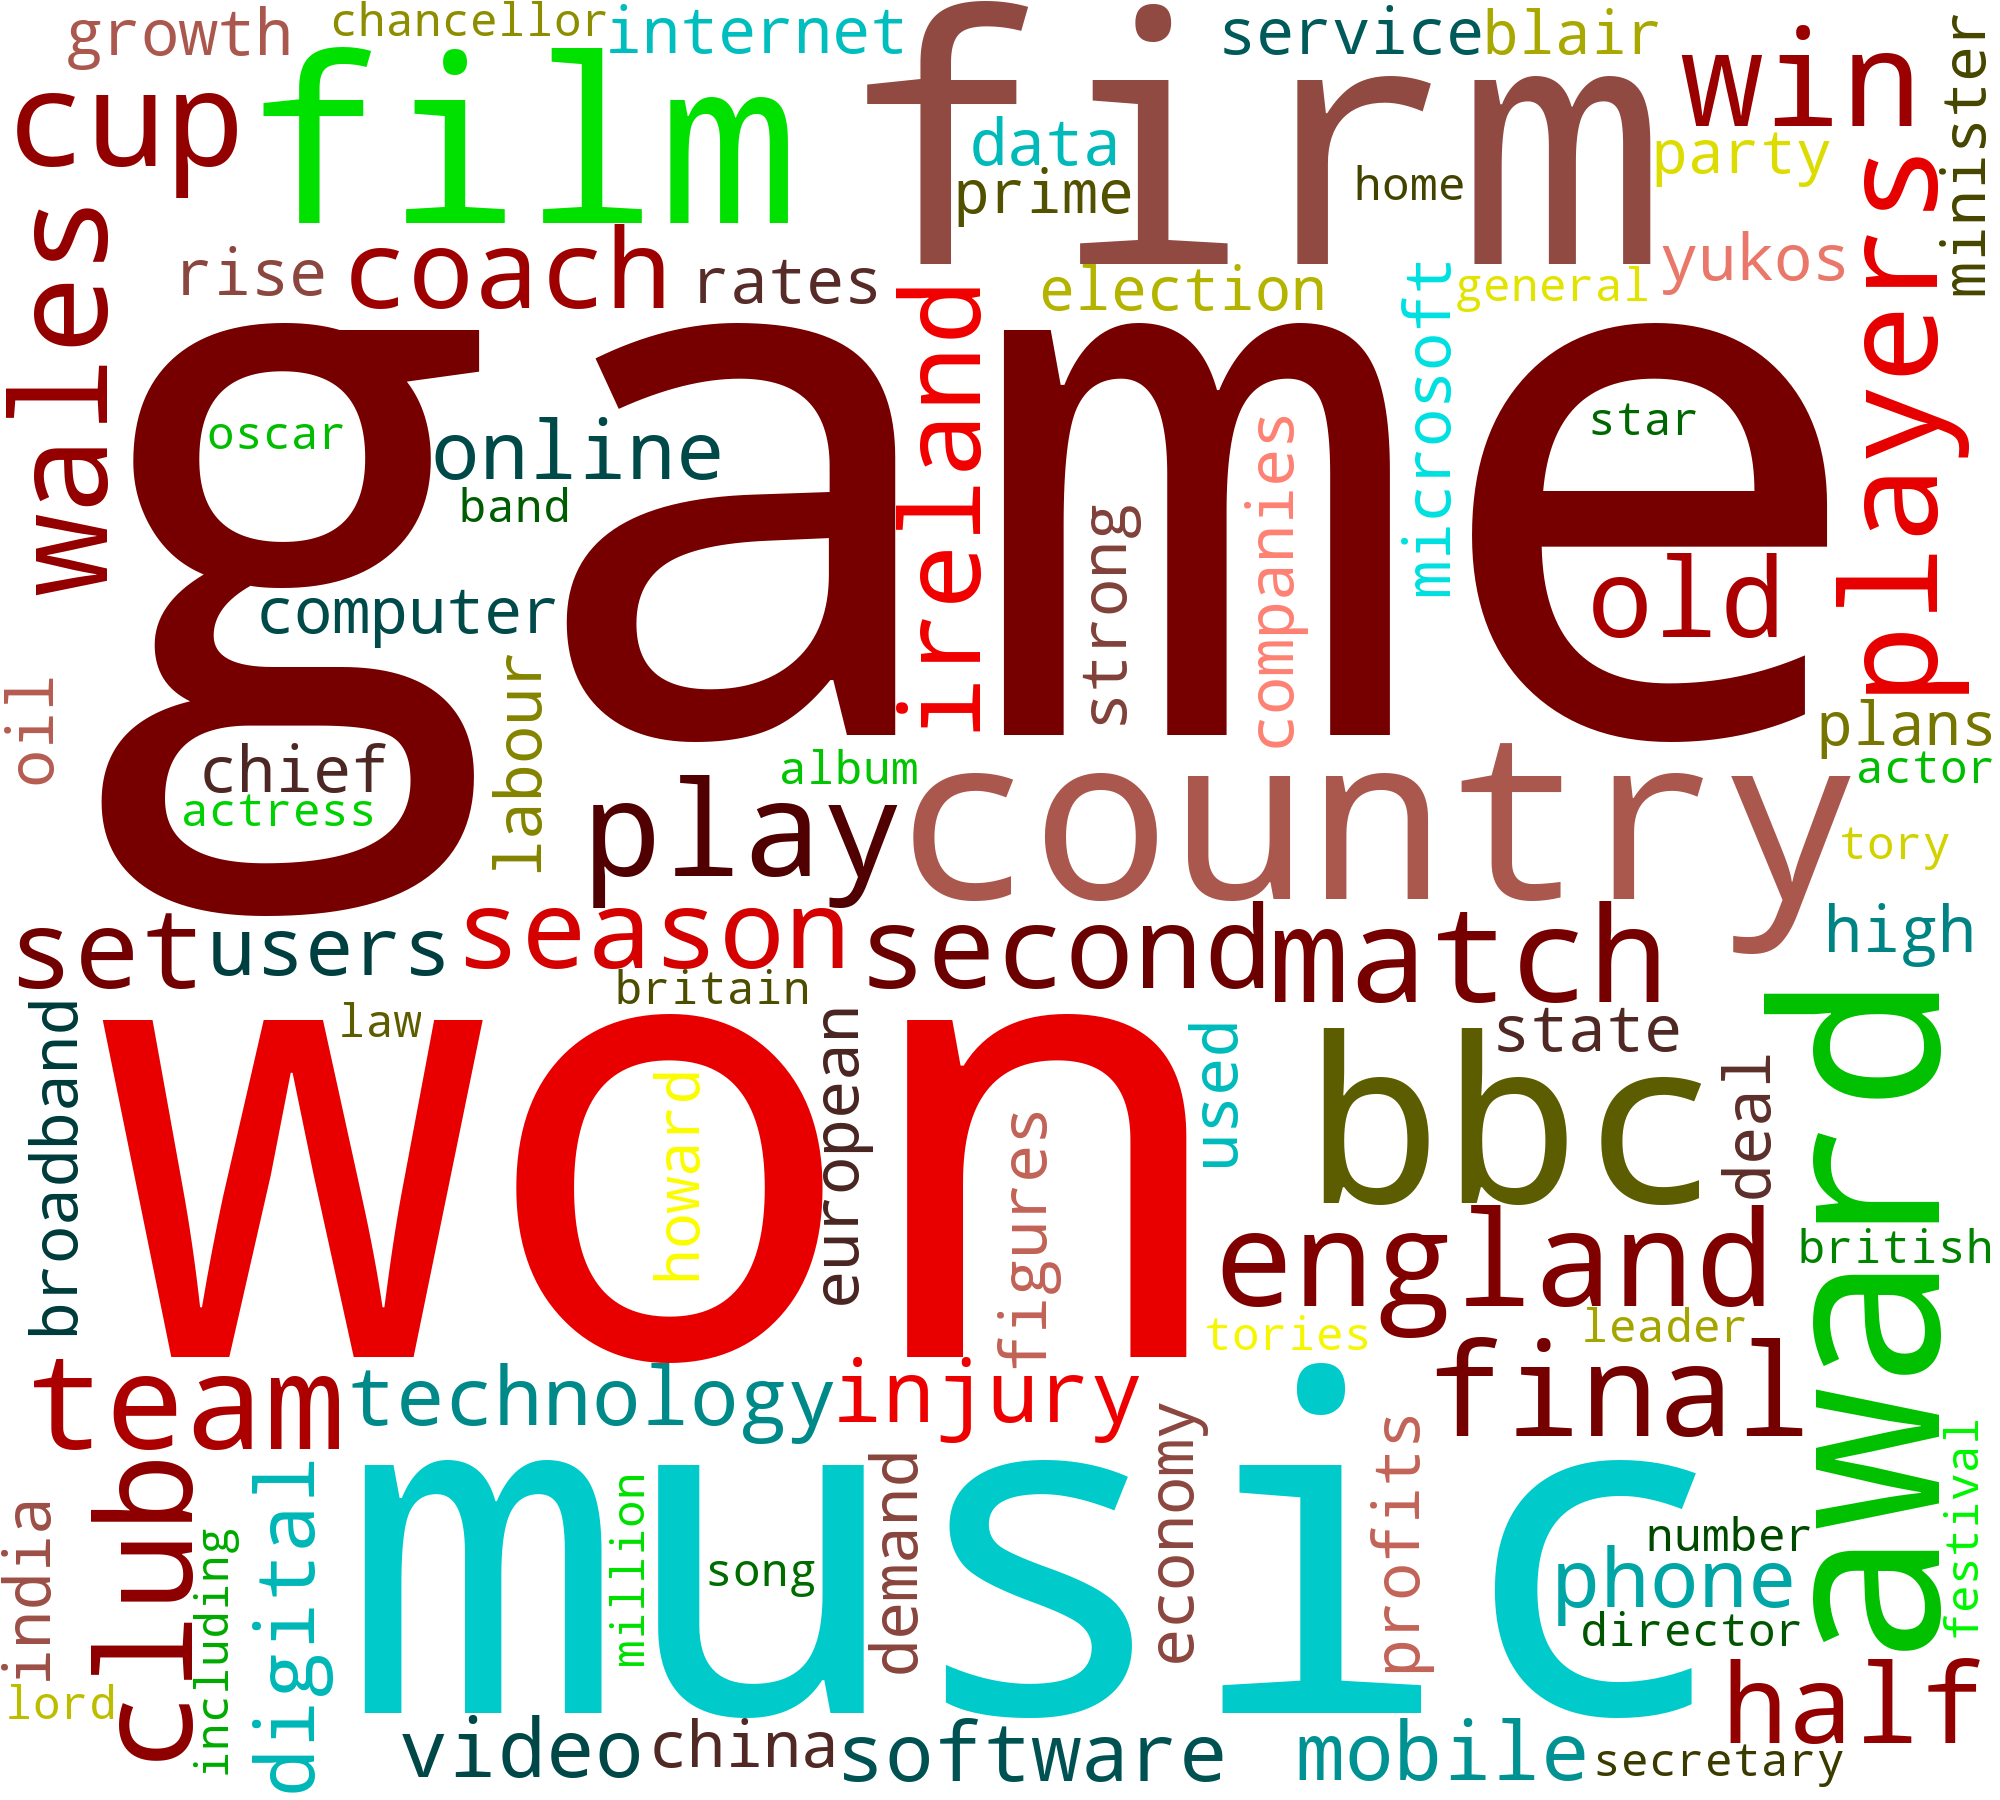 growth
chancellor
internet
service
blair
win
minister
cup
film
firm
data
prime
home
party
players
wales
rise
coach
rates
ireland
election
microsoft
general
yukos
game
oscar
online
band
strong
companies
star
old
computer
oil
labour
chief
actress
play
album
country
plans
actor
tory
set
users
season
second
match
high
britain
law
broadband
won
howard
european
figures
used
bbc
state
deal
award
england
british
tories
leader
team
technology
injury
final
music
club
india
including
digital
million
song
demand
economy
profits
number
phone
director
festival
lord
video
china
software
mobile
half
secretary